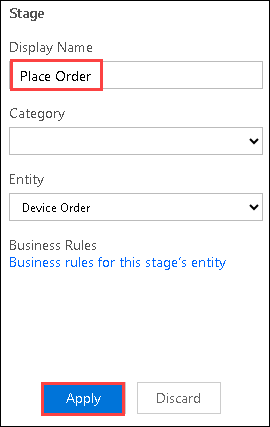 Stage
Display Name
Place Order
Category
Entity
Device Order
Business Rules
Business rules for this stage's entity
Apply Discard